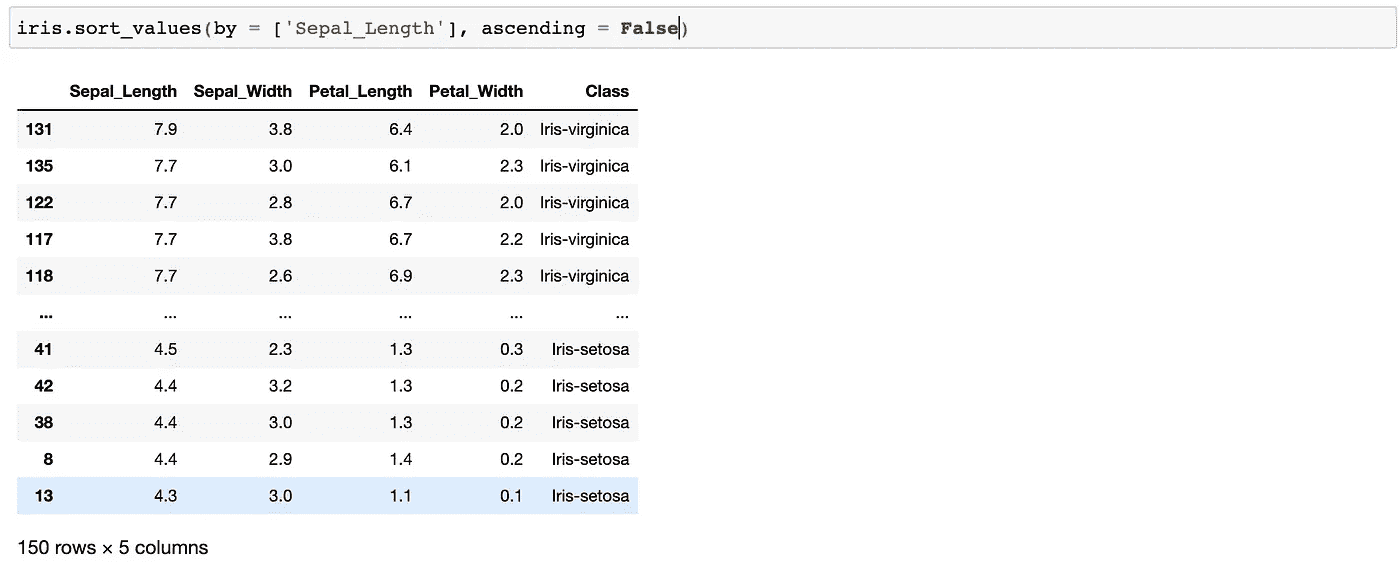 iris.sort_values(by = ['Sepal_Length'], ascending = False)
Sepal_Length Sepal_Width Petal_Length Petal_Width Class
131 7.9 3.8 6.4 2.0 Iris-virginica
135 7.7 3.0 6.1 2.3 Iris-virginica
122 7.7 2.8 6.7 2.0 Iris-virginica
117 7.7 3.8 6.7 2.2 Iris-virginica
118 7.7 2.6 6.9 2.3 Iris-virginica
... ... ... ... ... ...
41 4.5 2.3 1.3 0.3 Iris-setosa
42 4.4 3.2 1.3 0.2 Iris-setosa
38 4.4 3.0 1.3 0.2 Iris-setosa
8 4.4 2.9 1.4 0.2 Iris-setosa
13 4.3 3.0 1.1 0.1 Iris-setosa
150 rows × 5 columns